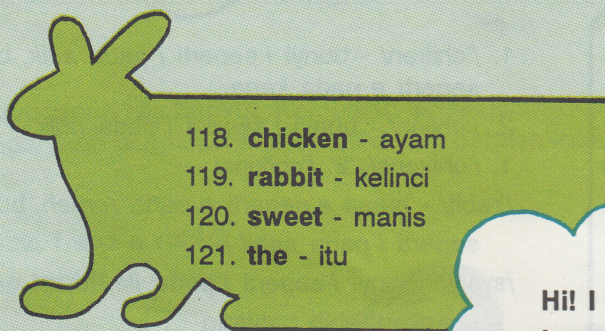 118. chicken - ayam
119. rabbit - kelinci
120. sweet - manis
121. the - itu
Hi! I